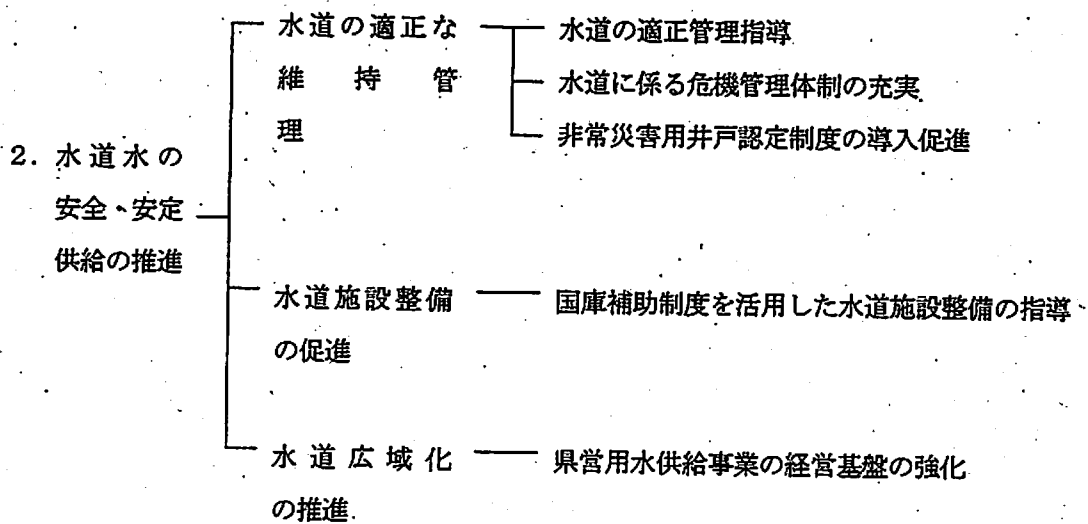 水道の適正な
維持管
理
水道の適正管理指導
水道に係る危機管理体制の充実
非常災害用井戸認定制度の導入促進
2. 水道水の
安全、安定
供給の推進
水道施設整備
の促進
国庫補助制度を活用した水道施設整備の指導
水道広域化
の推進
県営用水供給事業の経営基盤の強化